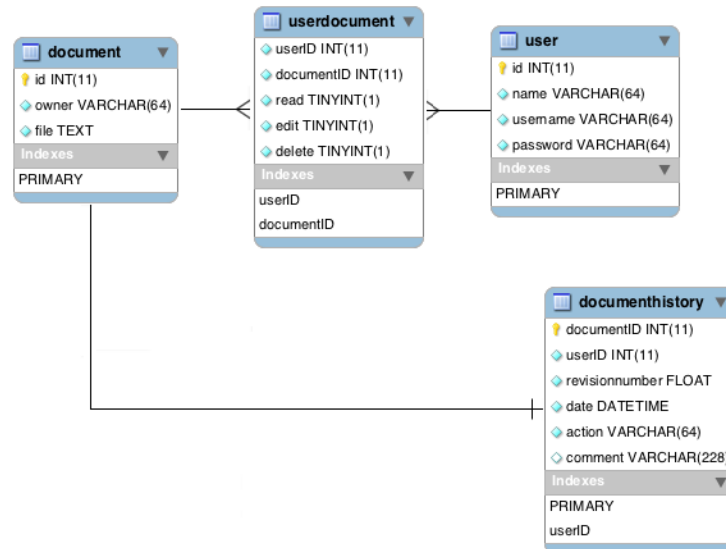 document
id INT(11)
owner VARCHAR(64)
file TEXT
Indexes
PRIMARY
userdocument
userID INT(11)
documentID INT(11)
read TINYINT(1)
edit TINYINT(1)
delete TINYINT(1)
Indexes
userID
documentID
user
id INT(11)
name VARCHAR(64)
username VARCHAR(64)
password VARCHAR(64)
Indexes
PRIMARY
documenthistory
documentID INT(11)
userID INT(11)
revisionnumber FLOAT
date DATETIME
action VARCHAR(64)
comment VARCHAR(228)
Indexes
PRIMARY
userID